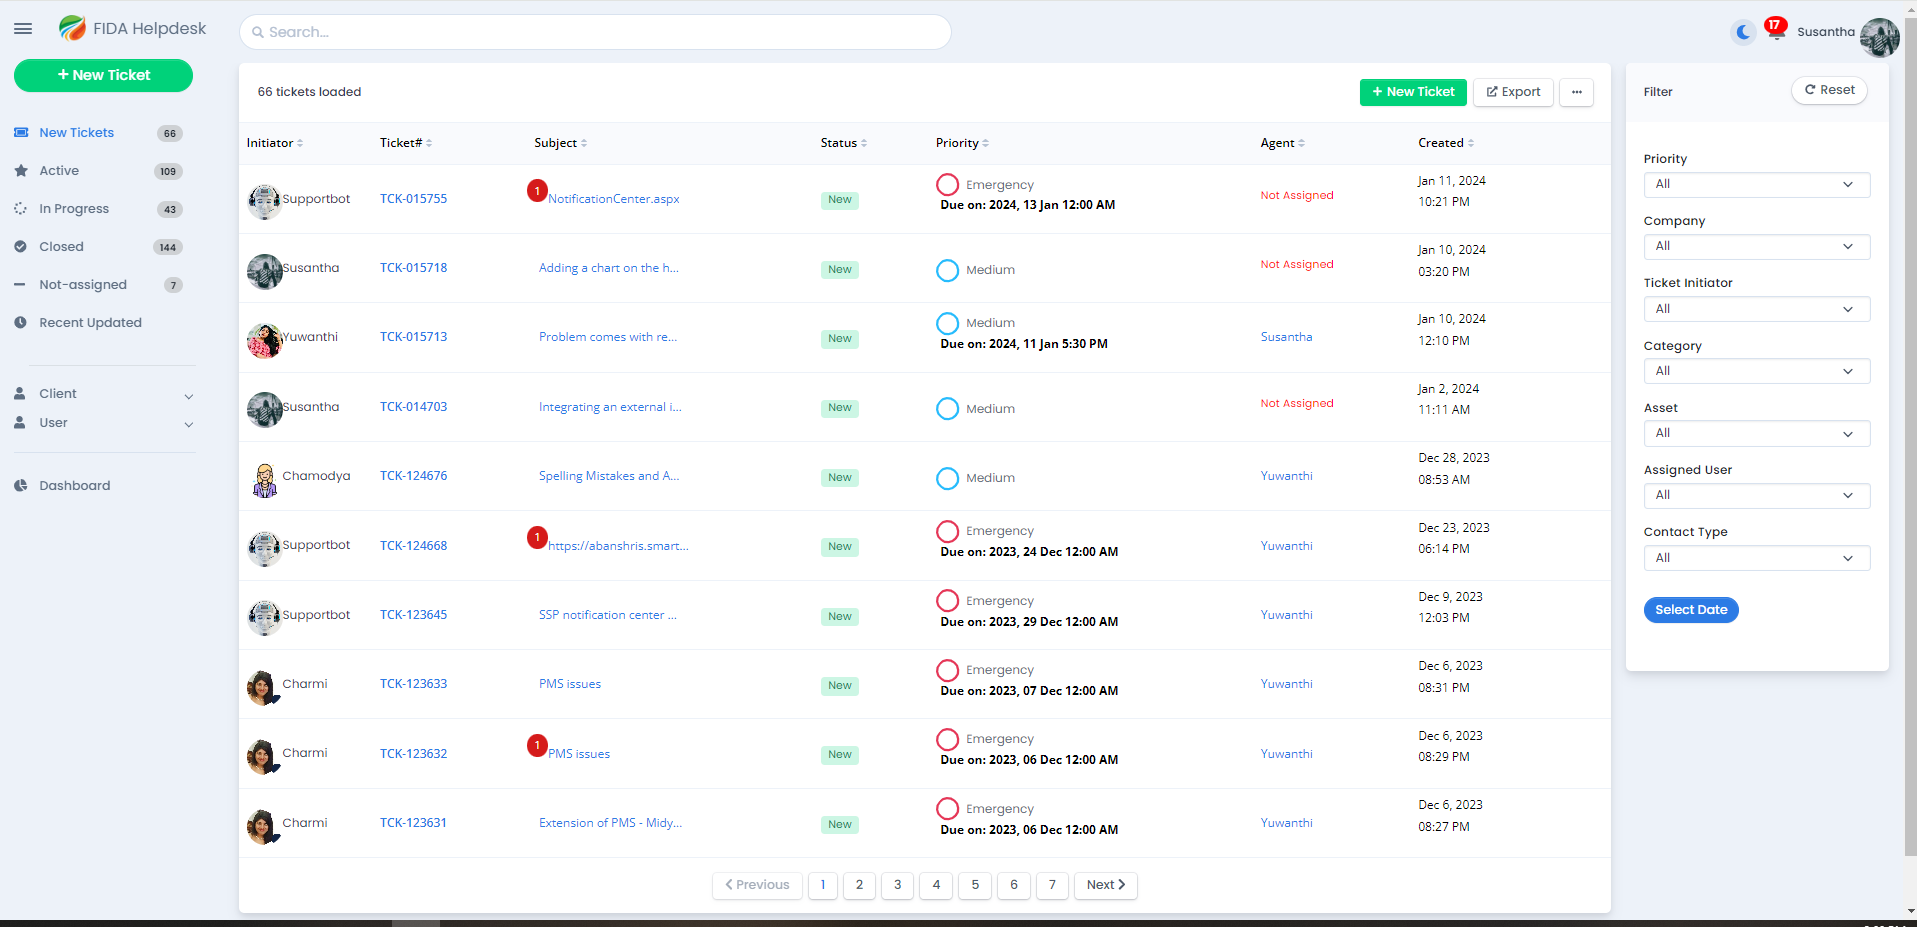 FIDA Helpdesk
Search...
17
Susantha
+ New Ticket
New Tickets 66
Active 109
In Progress 43
Closed 144
Not-assigned 7
Recent Updated
Client
User
Dashboard
66 tickets loaded
+ New Ticket
Export
...
Initiator Ticket# Subject Status Priority Agent Created
Supportbot TCK-015755 1 NotificationCenter.aspx New Emergency Not Assigned Jan 11, 2024
Due on: 2024, 13 Jan 12:00 AM 10:21 PM
Susantha TCK-015718 Adding a chart on the h... New Medium Not Assigned Jan 10, 2024
03:20 PM
Yuwanthi TCK-015713 Problem comes with re... New Medium Susantha Jan 10, 2024
Due on: 2024, 11 Jan 5:30 PM 12:10 PM
Susantha TCK-014703 Integrating an external i... New Medium Not Assigned Jan 2, 2024
11:11 AM
Chamodya TCK-124676 Spelling Mistakes and A... New Medium Yuwanthi Dec 28, 2023
08:53 AM
Supportbot TCK-124668 1 https://abanshris.smart... New Emergency Yuwanthi Dec 23, 2023
Due on: 2023, 24 Dec 12:00 AM 06:14 PM
Supportbot TCK-123645 SSP notification center ... New Emergency Yuwanthi Dec 9, 2023
Due on: 2023, 29 Dec 12:00 AM 12:03 PM
Charmi TCK-123633 PMS issues New Emergency Yuwanthi Dec 6, 2023
Due on: 2023, 07 Dec 12:00 AM 08:31 PM
Charmi TCK-123632 1 PMS issues New Emergency Yuwanthi Dec 6, 2023
Due on: 2023, 06 Dec 12:00 AM 08:29 PM
Charmi TCK-123631 Extension of PMS - Midy... New Emergency Yuwanthi Dec 6, 2023
Due on: 2023, 06 Dec 12:00 AM 08:27 PM
Previous 1 2 3 4 5 6 7 Next
Filter
Reset
Priority
All
Company
All
Ticket Initiator
All
Category
All
Asset
All
Assigned User
All
Contact Type
All
Select Date